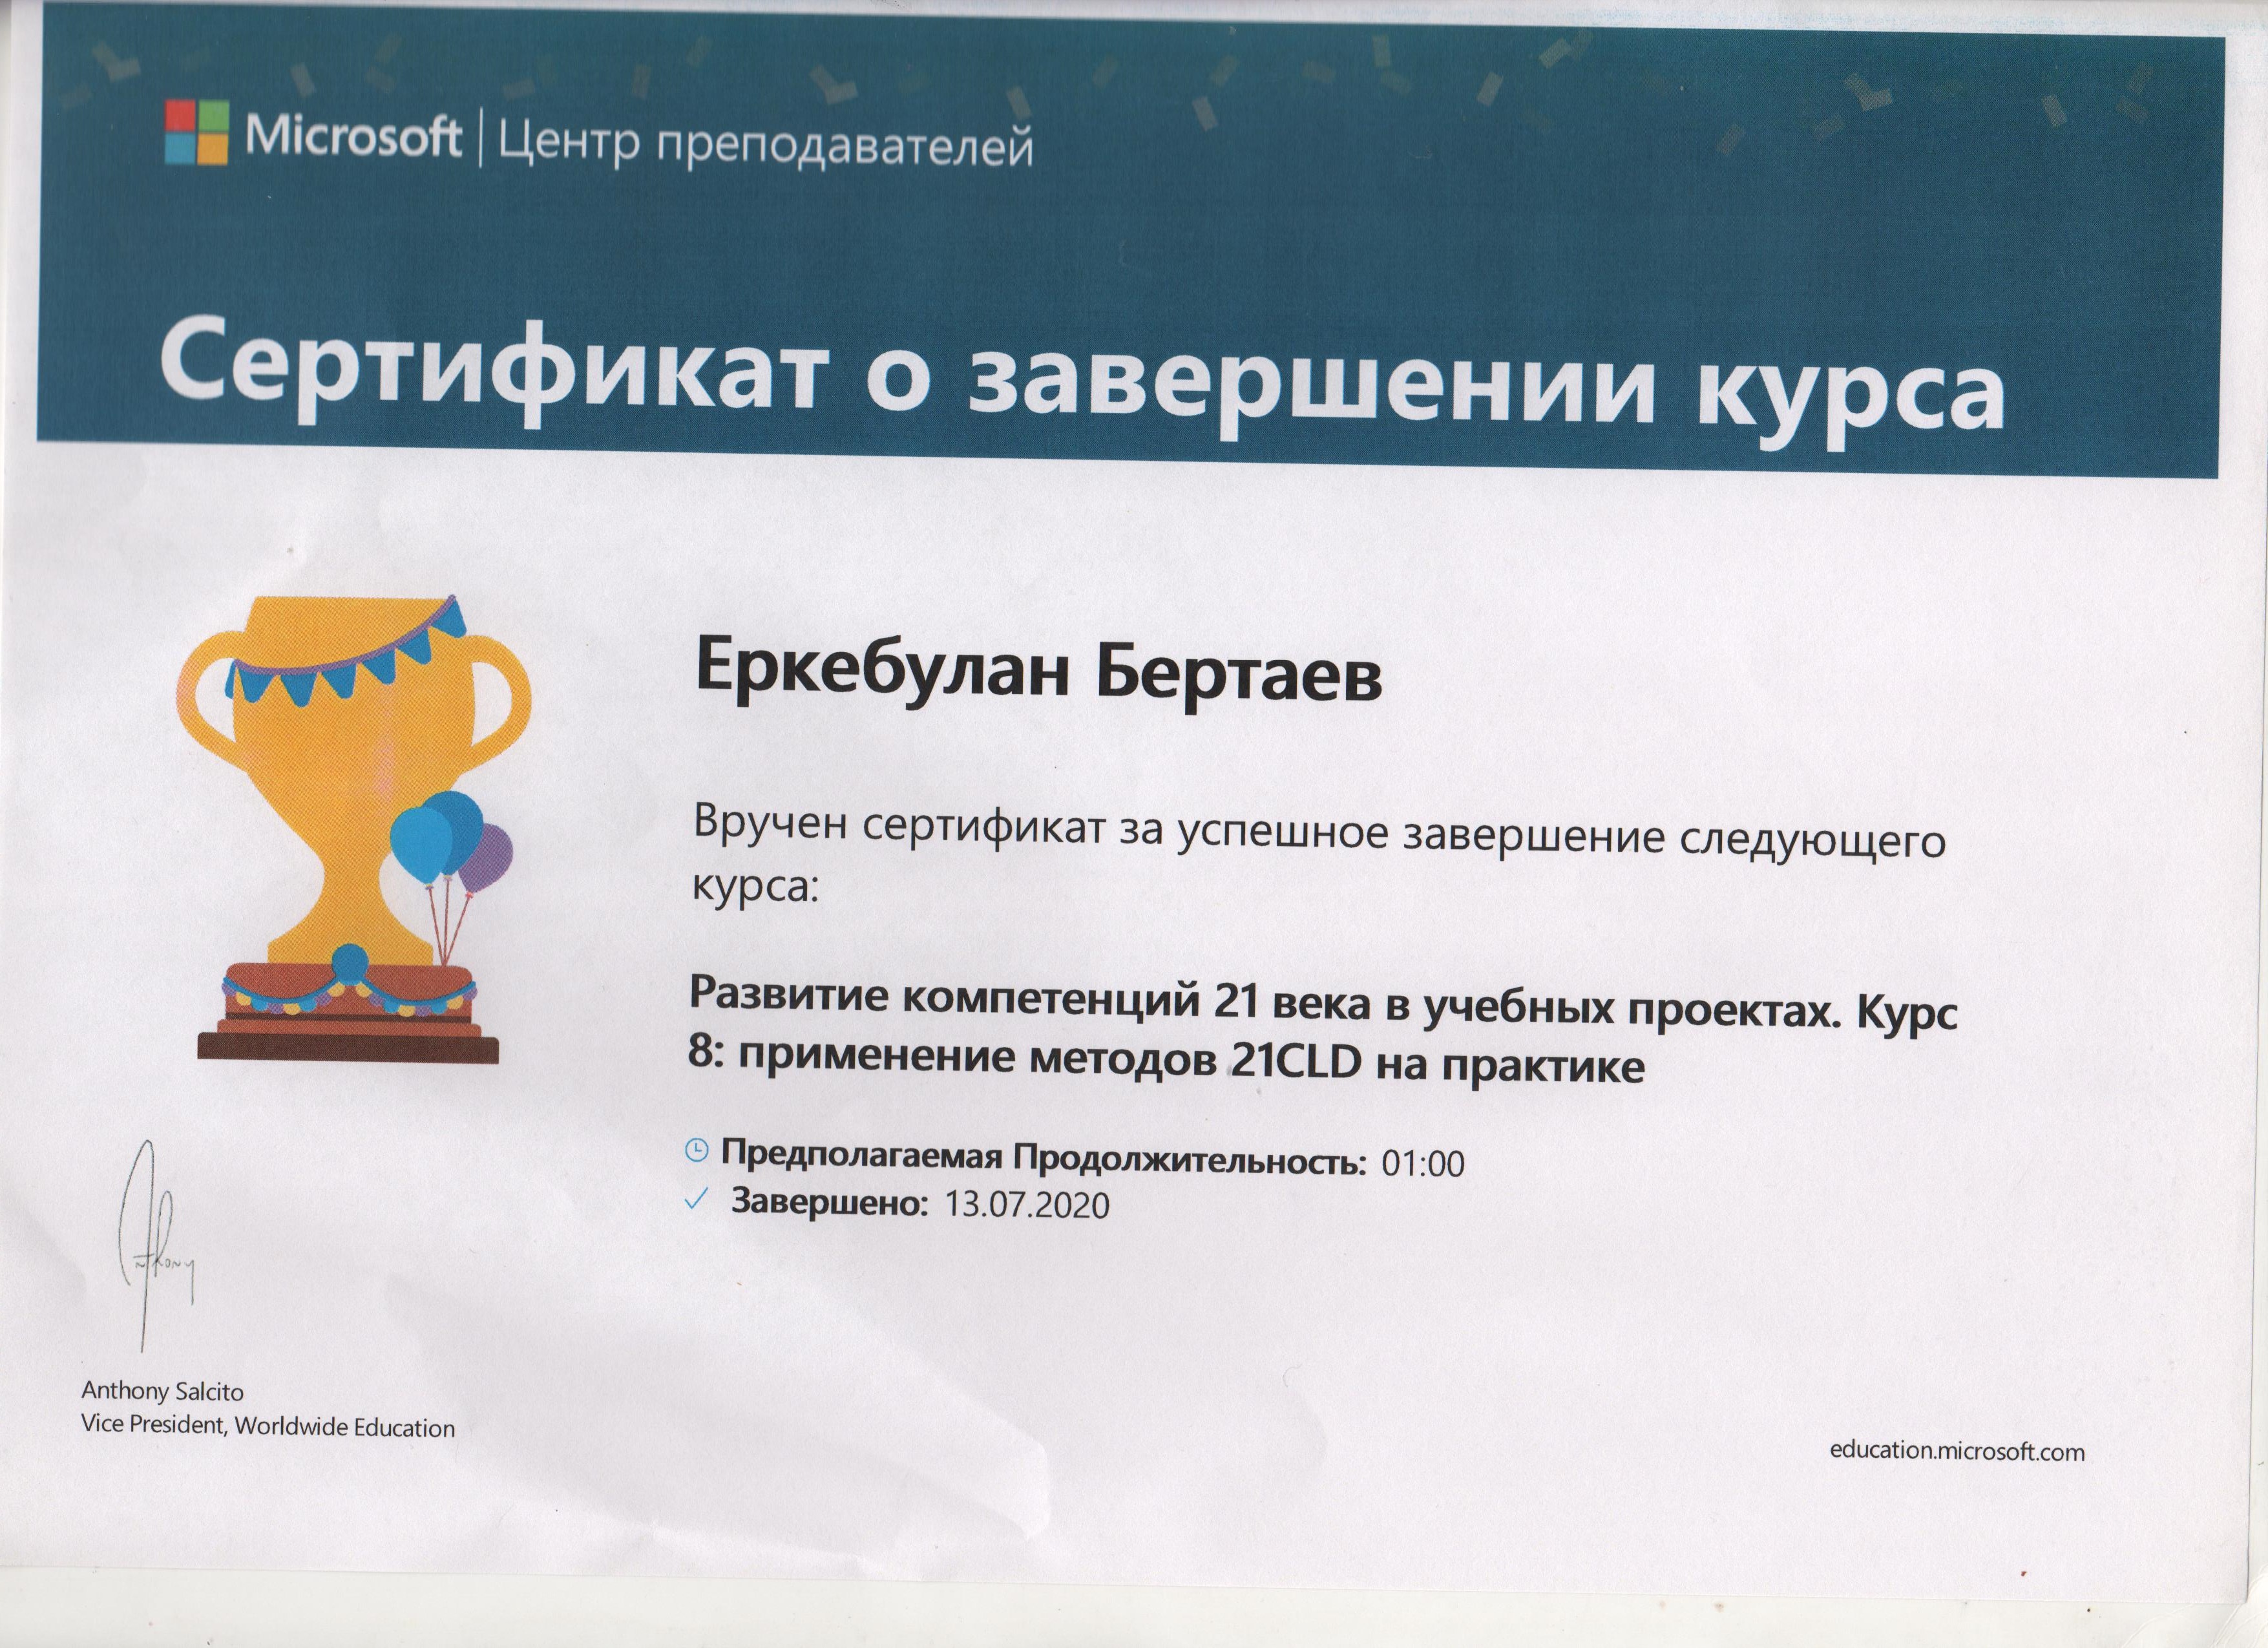 Microsoft | Центр преподавателей
Сертификат о завершении курса
Еркебулан Бертаев
Вручен сертификат за успешное завершение следующего
курса:
Развитие компетенций 21 века в учебных проектах. Курс
8: применение методов 21CLD на практике
Предполагаемая Продолжительность: 01:00
Завершено: 13.07.2020
Anthony
Anthony Salcito
Vice President, Worldwide Education
education.microsoft.com